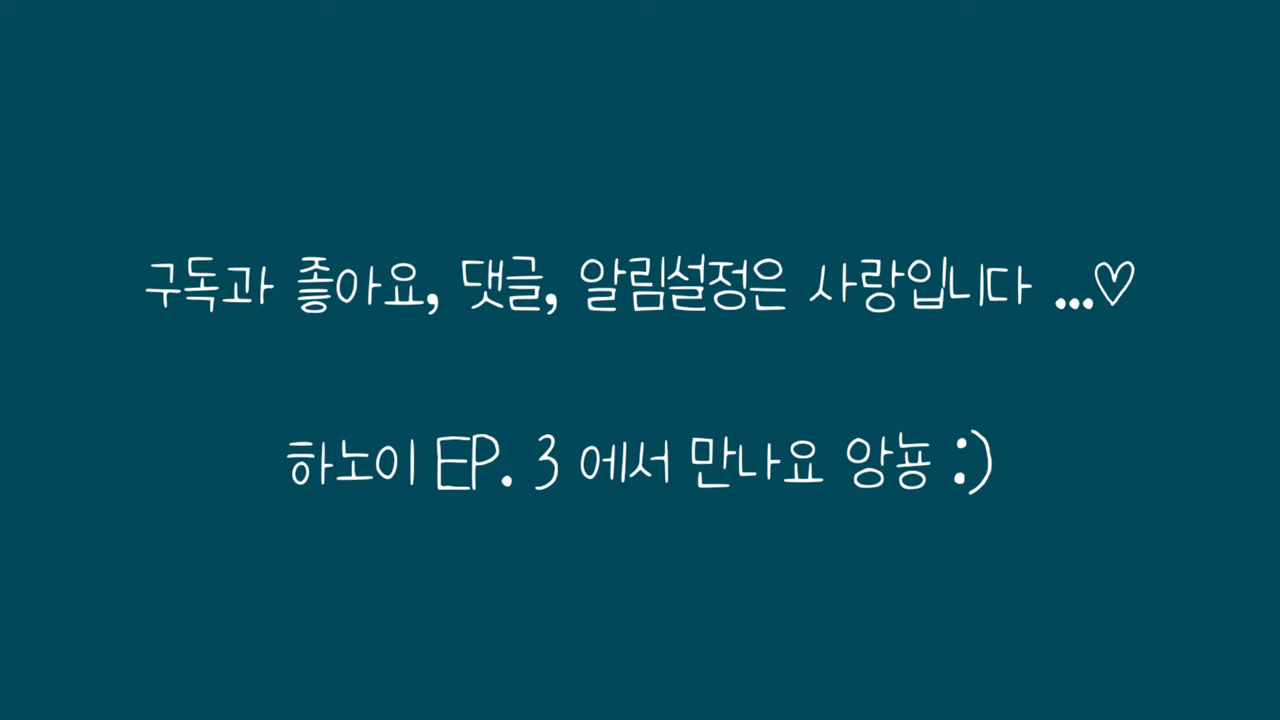 구독과 좋아요, 댓글, 알림설정은 사랑입니다 ...♡
하노이 EP. 3 에서 만나요 앙뇽 :)